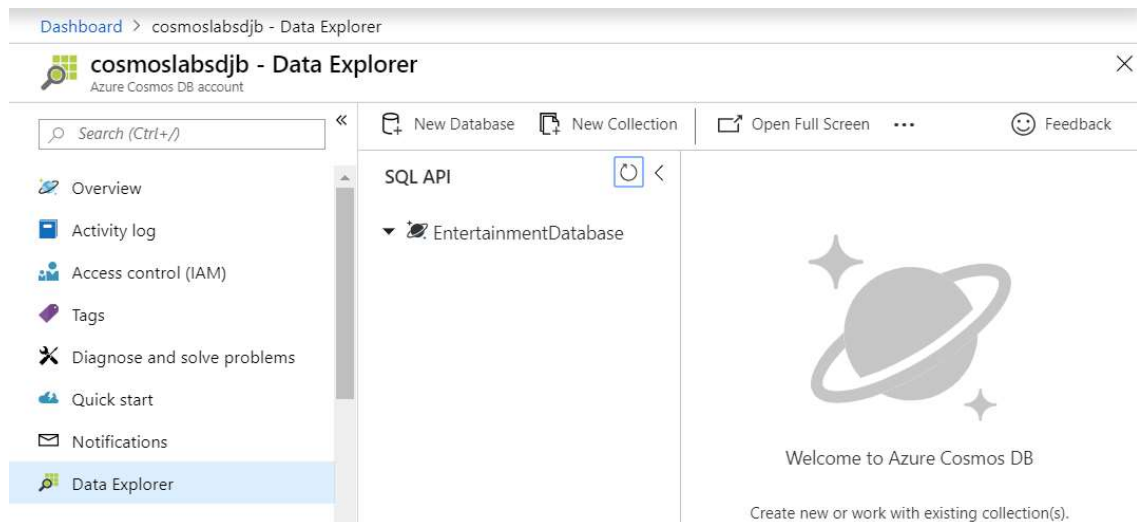 Dashboard > cosmoslabsdjb - Data Explorer
cosmoslabsdjb - Data Explorer
Azure Cosmos DB account
Search (Ctrl+/)
Overview
Activity log
Access control (IAM)
Tags
Diagnose and solve problems
Quick start
Notifications
Data Explorer
New Database
New Collection
Open Full Screen
Feedback
SQL API
EntertainmentDatabase
Welcome to Azure Cosmos DB
Create new or work with existing collection(s).